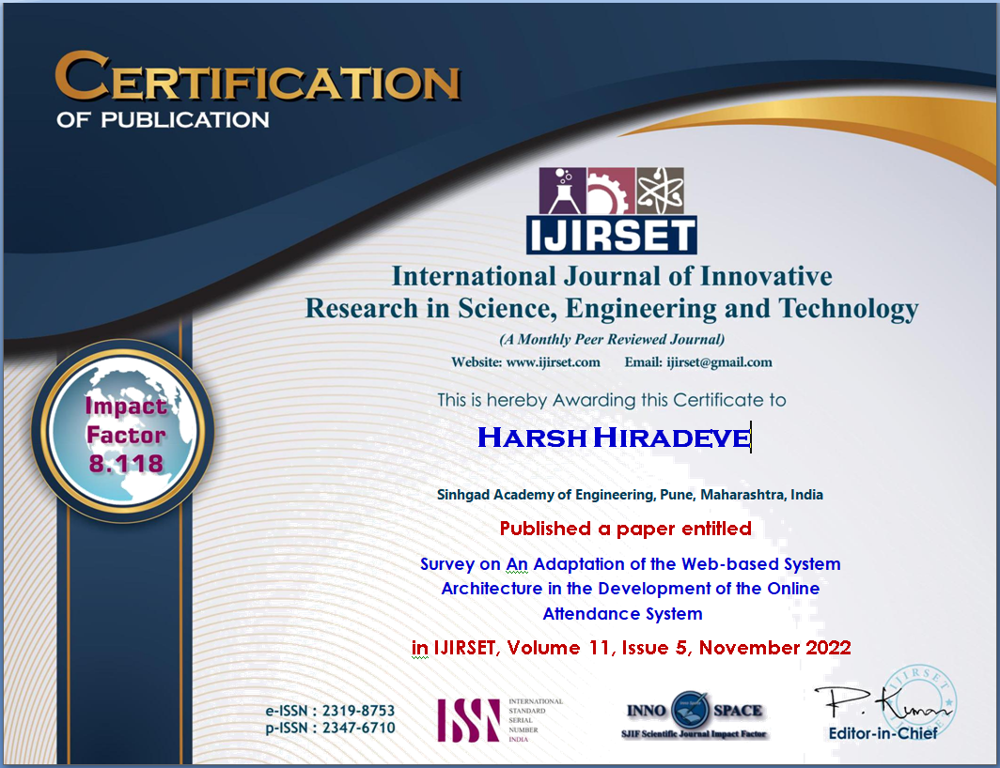 CERTIFICATION
OF PUBLICATION
IJIRSET
International Journal of Innovative
Research in Science, Engineering and Technology
(A Monthly Peer Reviewed Journal)
Website: www.ijirset.com Email: ijirset@gmail.com
This is hereby Awarding this Certificate to
HARSH HIRADEVE
Impact
Factor
8.118
Sinhgad Academy of Engineering, Pune, Maharashtra, India
Published a paper entitled
Survey on An Adaptation of the Web-based System
Architecture in the Development of the Online
Attendance System
in IJIRSET, Volume 11, Issue 5, November 2022
e-ISSN : 2319-8753
p-ISSN : 2347-6710
ISSN
INTERNATIONAL
STANDARD
SERIAL
NUMBER
INDIA
INNO SPACE
SJIF Scientific Journal Impact Factor
IJIRSET
P. Kumar
Editor-in-Chief